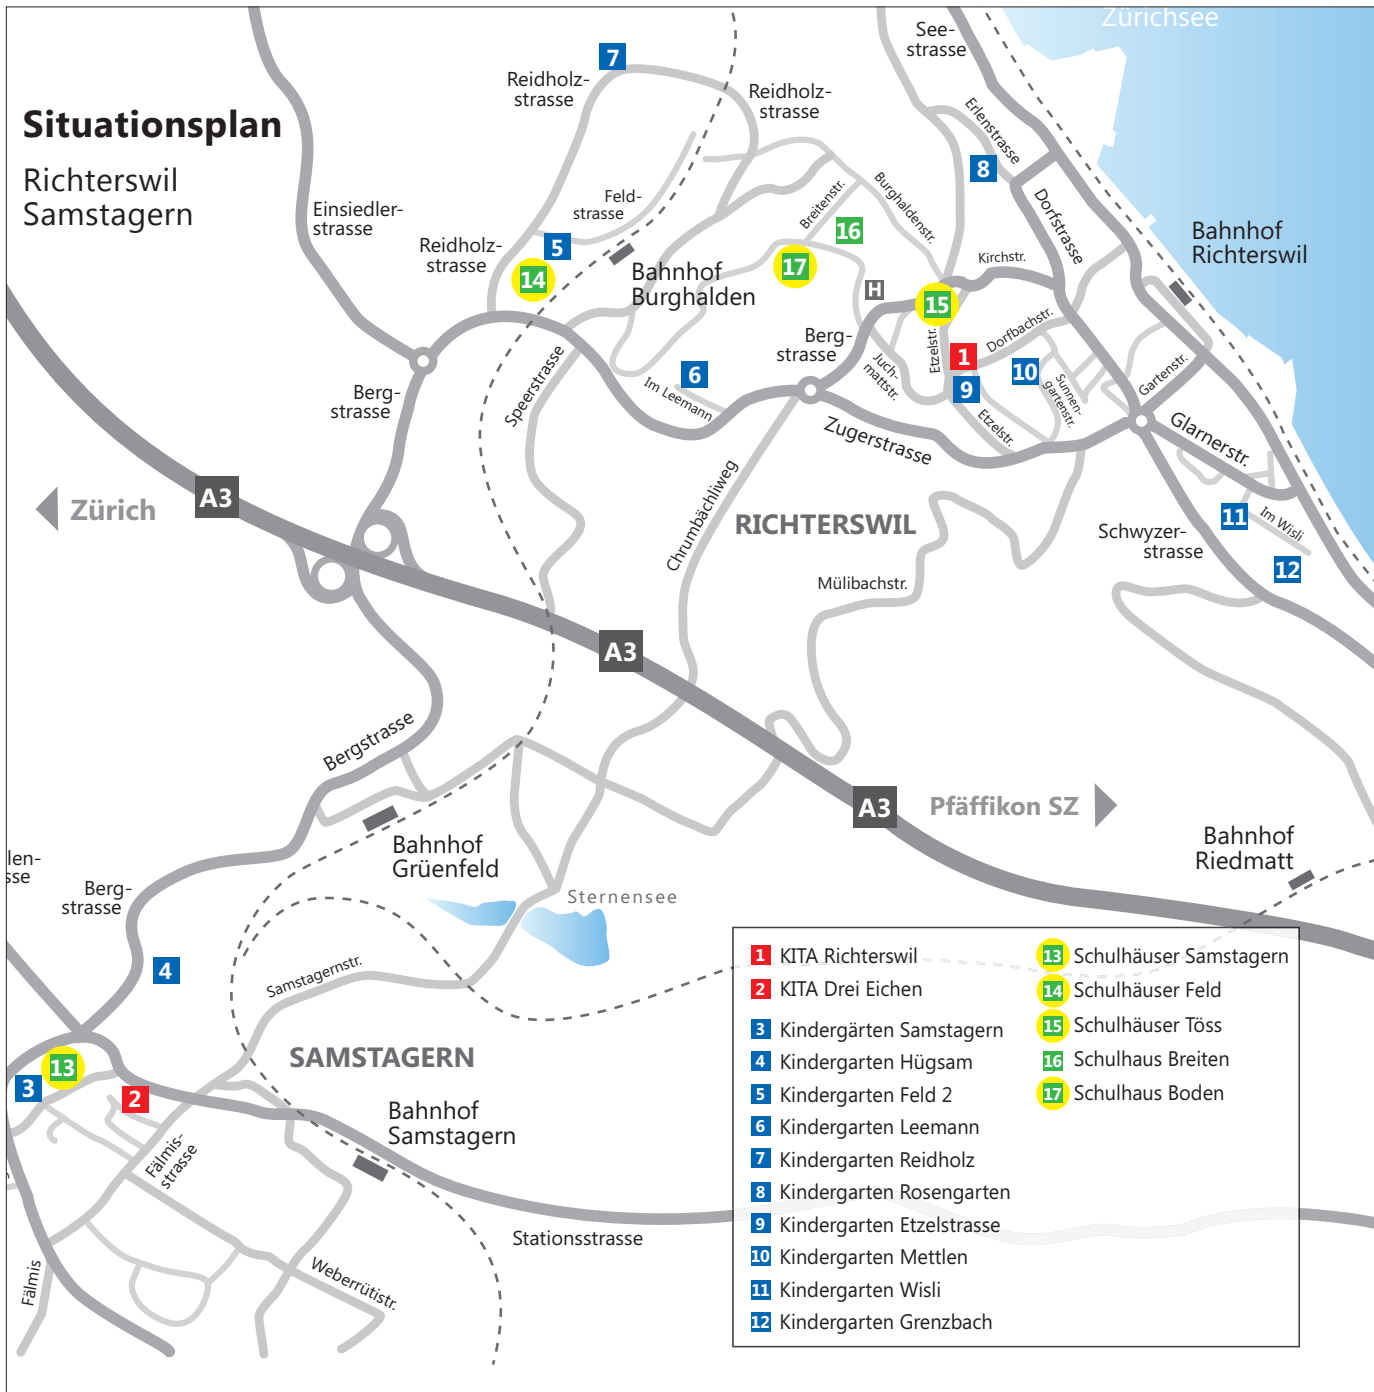 Zürichsee
See-
strasse
Reidholz-
strasse
7
Reidholz-
strasse
Situationsplan
Richterswil
Samstagern
Erlenstrasse
8
Einsiedler-
strasse
Feld-
strasse
Breitenstr.
Burghaldenstr.
Dorfstrasse
16
Bahnhof
Richterswil
Reidholz-
strasse
5
14
17
Kirchstr.
Bahnhof
Burghalden
H
15
Berg-
strasse
Etzelstr.
Dorfbachstr.
1
Juch-
mattstr.
10
Sunnen-
gartenstr.
Gartenstr.
Speerstrasse
6
Im Leemann
9
Etzelstr.
Berg-
strasse
Zugerstrasse
Glarnerstr.
A3
Zürich
Chrumbächliweg
RICHTERSWIL
Schwyzer-
strasse
11
Im Wisli
12
Mülibachstr.
A3
Bergstrasse
A3
Pfäffikon SZ
Bahnhof
Riedmatt
Bahnhof
Grüenfeld
len-
sse
Berg-
strasse
Sternensee
4
Samstagernstr.
SAMSTAGERN
13
3
2
Bahnhof
Samstagern
Fälmis-
strasse
Stationsstrasse
Fälmis
Weberrütistr.
1 KITA Richterswil
2 KITA Drei Eichen
3 Kindergärten Samstagern
4 Kindergarten Hügsam
5 Kindergarten Feld 2
6 Kindergarten Leemann
7 Kindergarten Reidholz
8 Kindergarten Rosengarten
9 Kindergarten Etzelstrasse
10 Kindergarten Mettlen
11 Kindergarten Wisli
12 Kindergarten Grenzbach
13 Schulhäuser Samstagern
14 Schulhäuser Feld
15 Schulhäuser Töss
16 Schulhaus Breiten
17 Schulhaus Boden